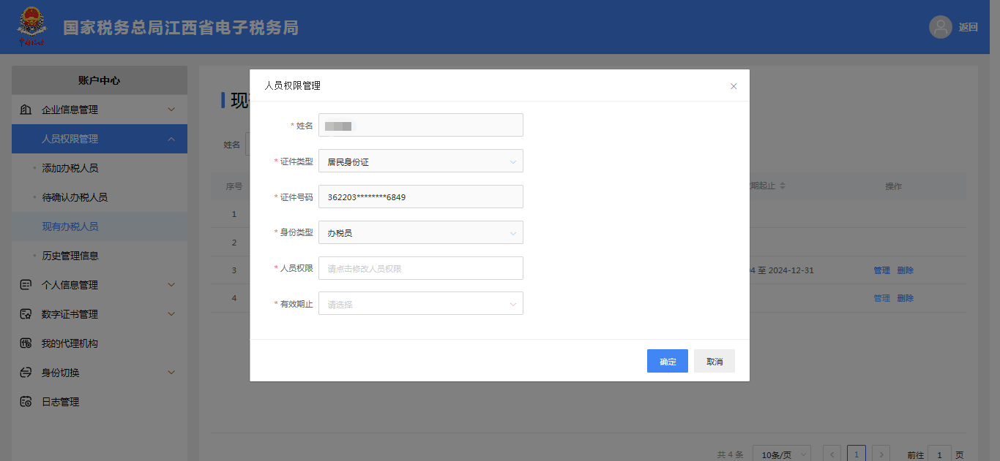 国家税务总局江西省电子税务局
返回
账户中心
企业信息管理
人员权限管理
添加办税人员
待确认办税人员
现有办税人员
历史管理信息
个人信息管理
数字证书管理
我的代理机构
身份切换
日志管理
现
姓名
序号
期起止
操作
1
2
3
4 至 2024-12-31
管理 删除
4
管理 删除
共 4 条
10条/页
1
前往 1 页
人员权限管理
* 姓名
* 证件类型 居民身份证
* 证件号码 362203********6849
* 身份类型 办税员
* 人员权限 请点击修改人员权限
* 有效期止 请选择
确定 取消